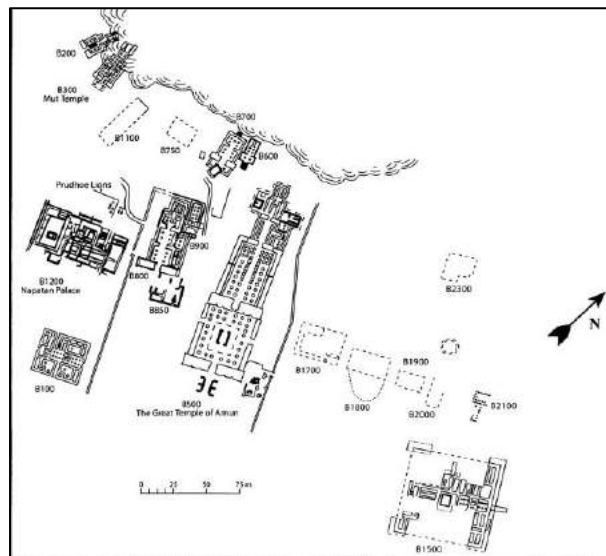 B200
B300
Mut Temple
B1100
B750
B700
B600
Prudhoe Lions
B1200
Napatan Palace
B800
B900
B850
B100
B500
The Great Temple of Amun
B2300
N
B1700
B1800
B1900
B2000
B2100
B1500
0 25 50 75m